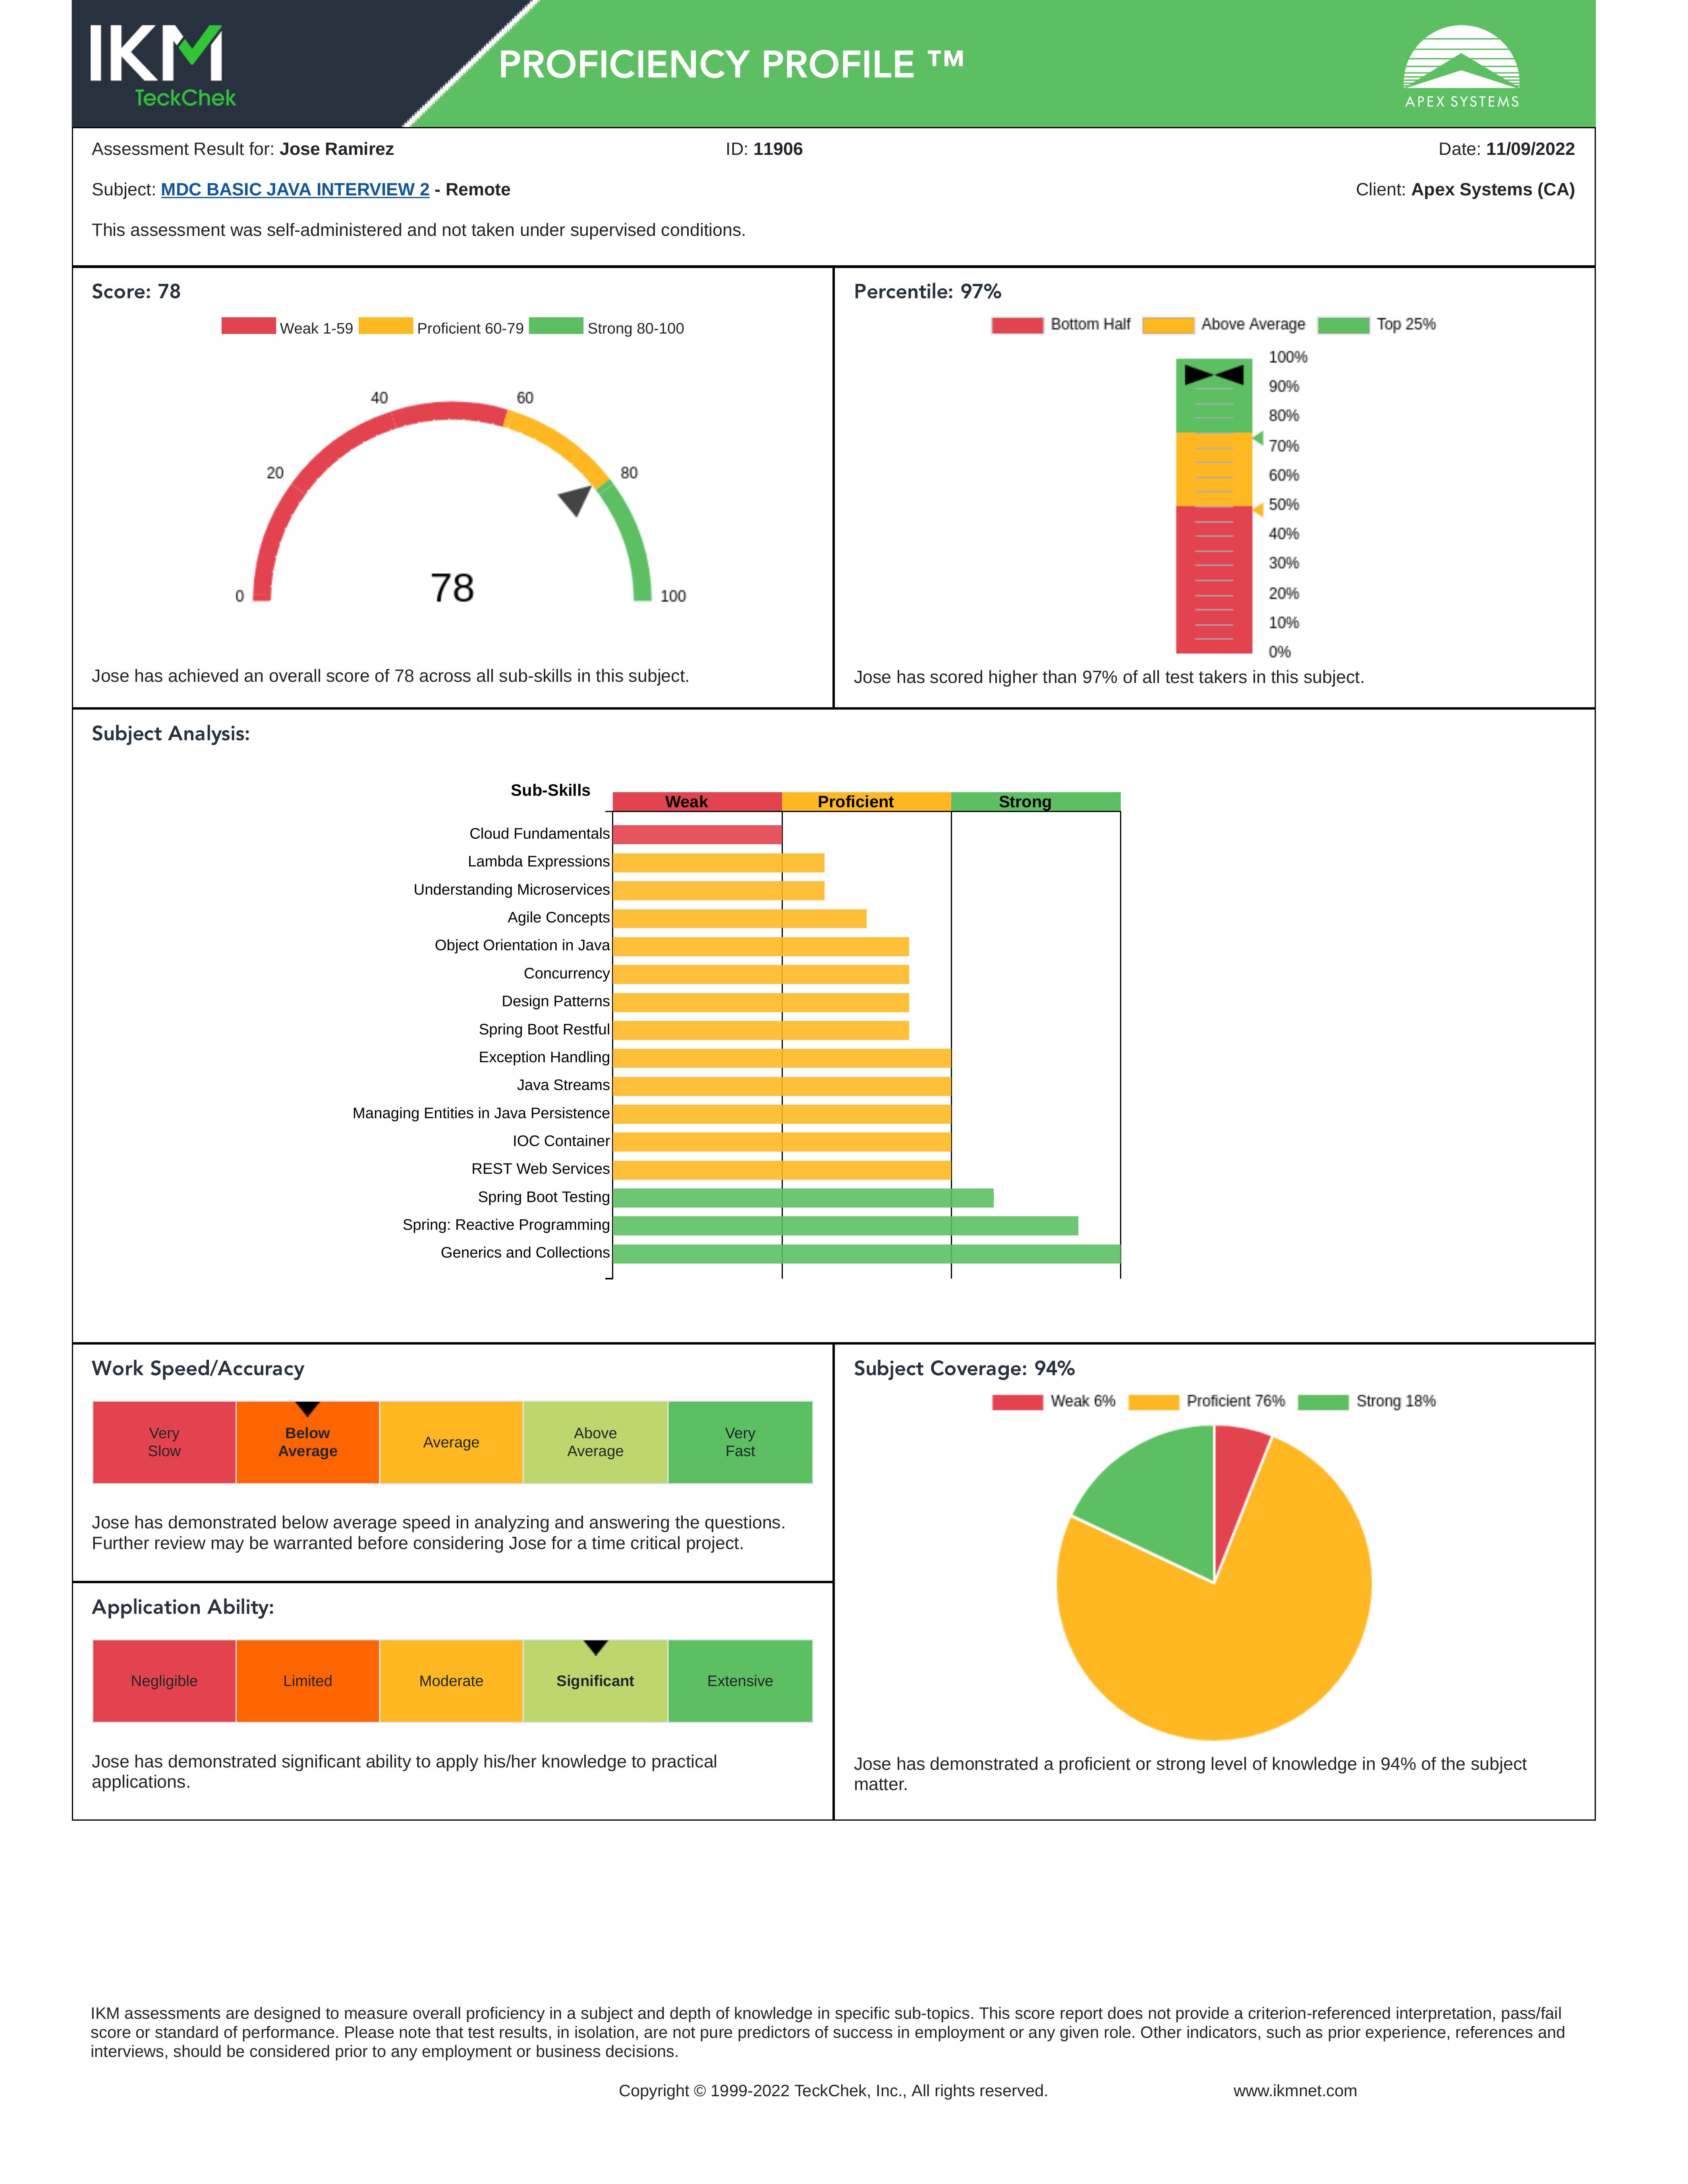 IKM
TeckChek
PROFICIENCY PROFILE ™
APEX SYSTEMS
Assessment Result for: Jose Ramirez ID: 11906 Date: 11/09/2022
Subject: MDC BASIC JAVA INTERVIEW 2 - Remote Client: Apex Systems (CA)
This assessment was self-administered and not taken under supervised conditions.
Score: 78
Weak 1-59 Proficient 60-79 Strong 80-100
0
20
40
60
80
100
78
Jose has achieved an overall score of 78 across all sub-skills in this subject.
Percentile: 97%
Bottom Half Above Average Top 25%
100%
90%
80%
70%
60%
50%
40%
30%
20%
10%
0%
Jose has scored higher than 97% of all test takers in this subject.
Subject Analysis:
Sub-Skills Weak Proficient Strong
Cloud Fundamentals
Lambda Expressions
Understanding Microservices
Agile Concepts
Object Orientation in Java
Concurrency
Design Patterns
Spring Boot Restful
Exception Handling
Java Streams
Managing Entities in Java Persistence
IOC Container
REST Web Services
Spring Boot Testing
Spring: Reactive Programming
Generics and Collections
Work Speed/Accuracy
Very
Slow
Below
Average
Average
Above
Average
Very
Fast
Jose has demonstrated below average speed in analyzing and answering the questions.
Further review may be warranted before considering Jose for a time critical project.
Application Ability:
Negligible Limited Moderate Significant Extensive
Jose has demonstrated significant ability to apply his/her knowledge to practical
applications.
Subject Coverage: 94%
Weak 6% Proficient 76% Strong 18%
Jose has demonstrated a proficient or strong level of knowledge in 94% of the subject
matter.
IKM assessments are designed to measure overall proficiency in a subject and depth of knowledge in specific sub-topics. This score report does not provide a criterion-referenced interpretation, pass/fail
score or standard of performance. Please note that test results, in isolation, are not pure predictors of success in employment or any given role. Other indicators, such as prior experience, references and
interviews, should be considered prior to any employment or business decisions.
Copyright © 1999-2022 TeckChek, Inc., All rights reserved. www.ikmnet.com